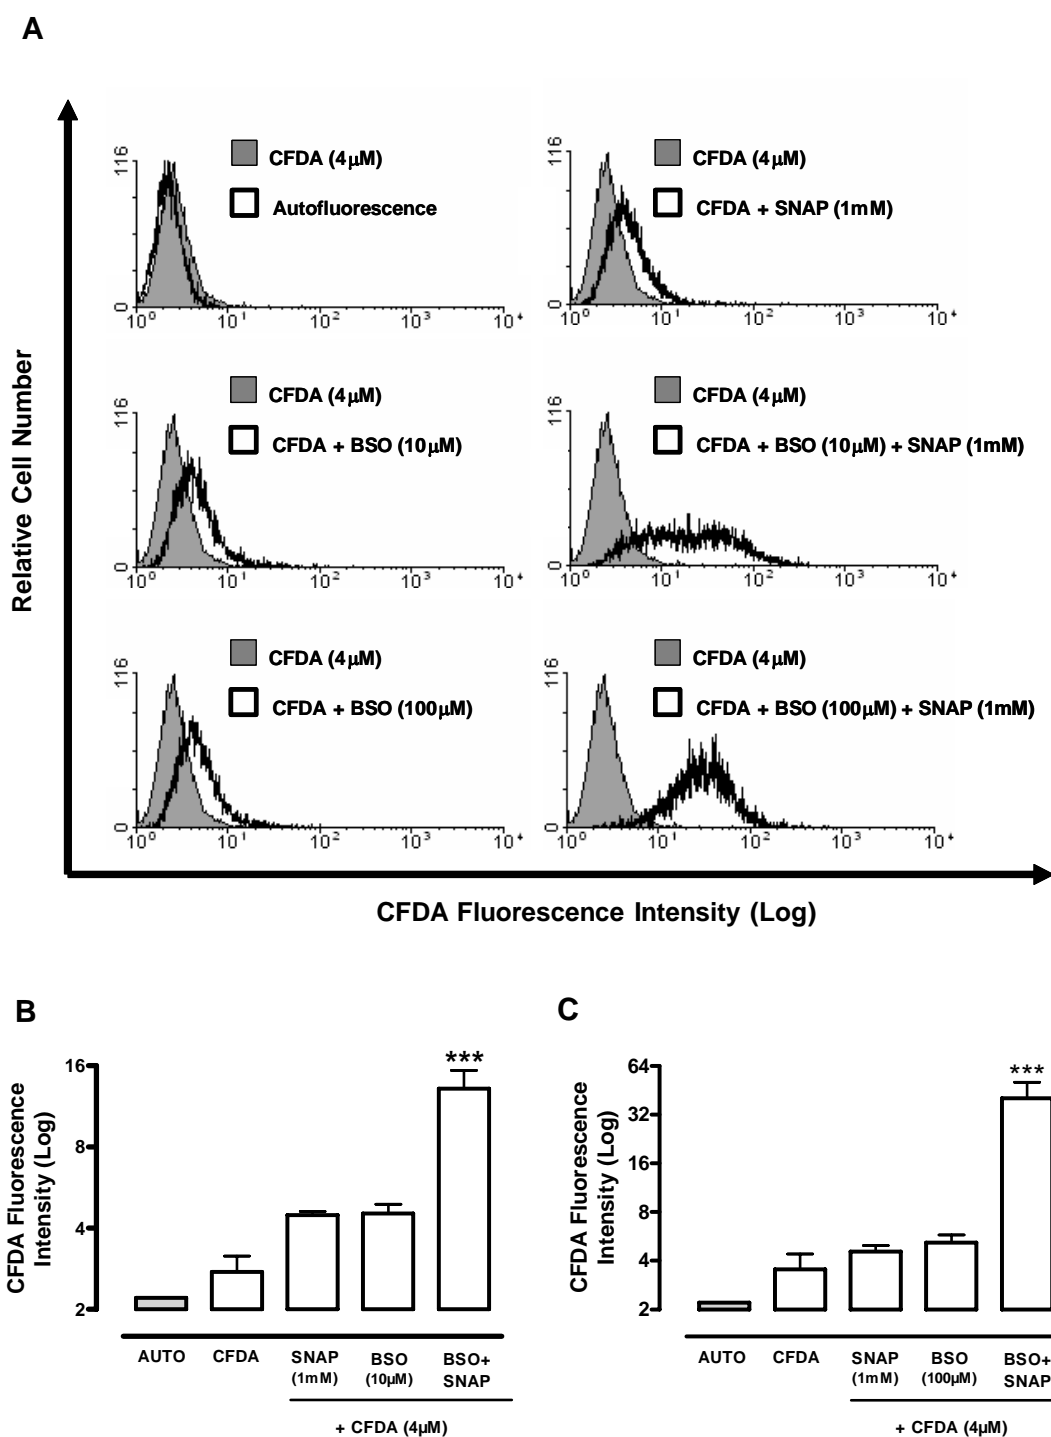 A
Relative Cell Number
116
0
CFDA (4µM)
Autofluorescence
10⁰ 10¹ 10² 10³ 10⁴
116
0
CFDA (4µM)
CFDA + SNAP (1mM)
10⁰ 10¹ 10² 10³ 10⁴
116
0
CFDA (4µM)
CFDA + BSO (10µM)
10⁰ 10¹ 10² 10³ 10⁴
116
0
CFDA (4µM)
CFDA + BSO (10µM) + SNAP (1mM)
10⁰ 10¹ 10² 10³ 10⁴
116
0
CFDA (4µM)
CFDA + BSO (100µM)
10⁰ 10¹ 10² 10³ 10⁴
116
0
CFDA (4µM)
CFDA + BSO (100µM) + SNAP (1mM)
10⁰ 10¹ 10² 10³ 10⁴
CFDA Fluorescence Intensity (Log)
B
CFDA Fluorescence
Intensity (Log)
16
8
4
2
***
AUTO CFDA SNAP BSO BSO+
(1mM) (10µM) SNAP
+ CFDA (4µM)
C
CFDA Fluorescence
Intensity (Log)
64
32
16
8
4
2
***
AUTO CFDA SNAP BSO BSO+
(1mM) (100µM) SNAP
+ CFDA (4µM)